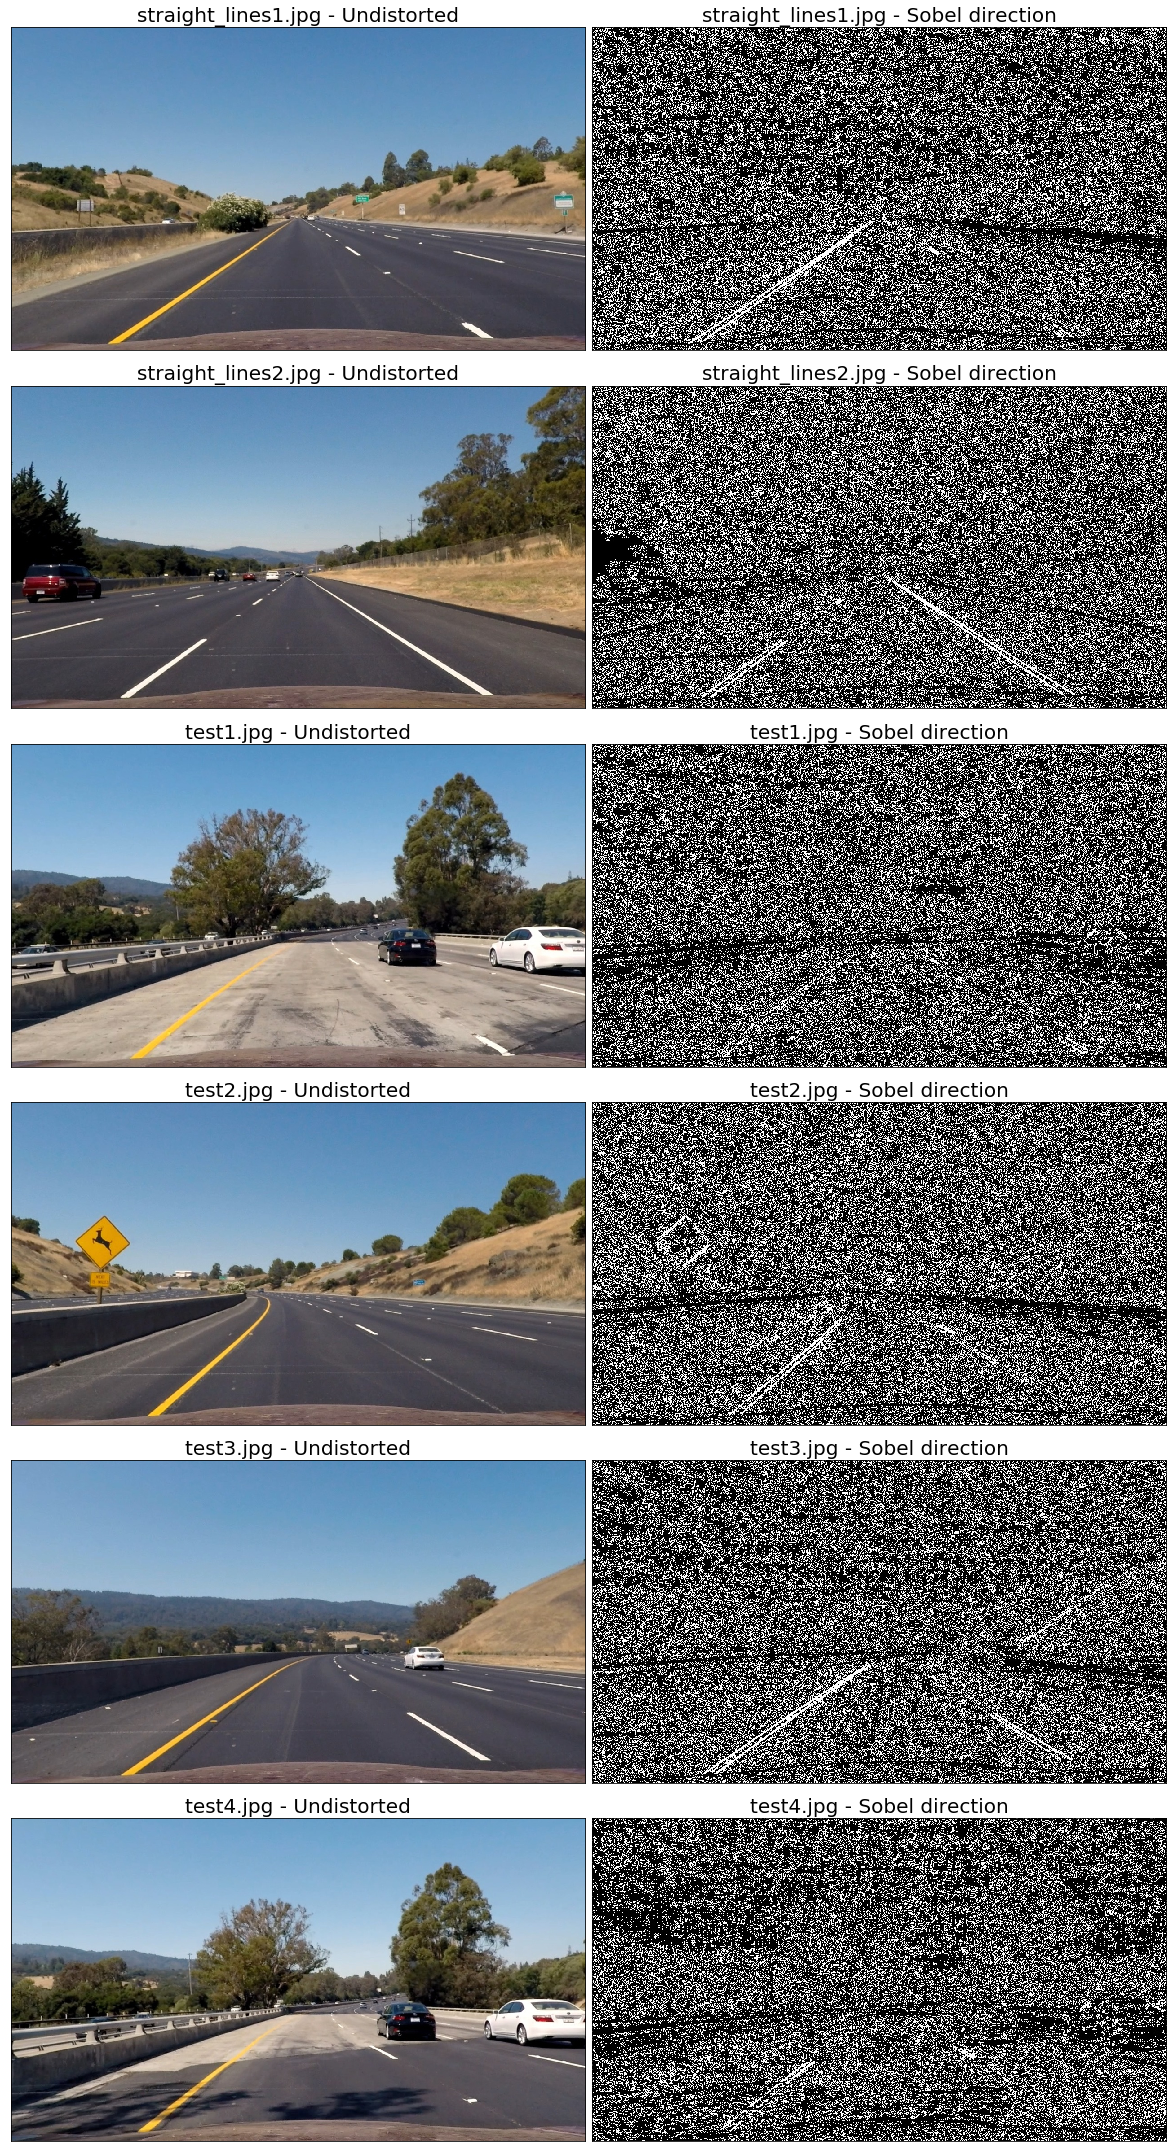 straight_lines1.jpg - Undistorted
straight_lines1.jpg - Sobel direction
straight_lines2.jpg - Undistorted
straight_lines2.jpg - Sobel direction
test1.jpg - Undistorted
test1.jpg - Sobel direction
test2.jpg - Undistorted
test2.jpg - Sobel direction
test3.jpg - Undistorted
test3.jpg - Sobel direction
test4.jpg - Undistorted
test4.jpg - Sobel direction